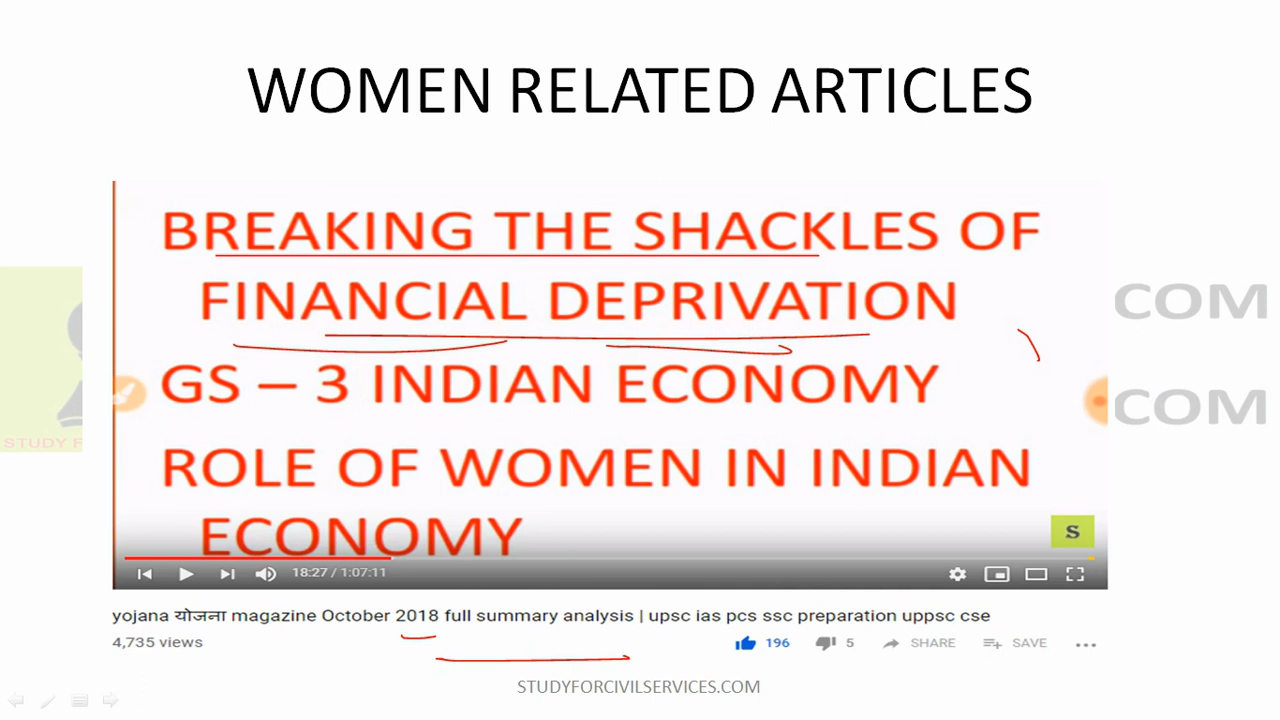 WOMEN RELATED ARTICLES
BREAKING THE SHACKLES OF
FINANCIAL DEPRIVATION
GS – 3 INDIAN ECONOMY
ROLE OF WOMEN IN INDIAN
ECONOMY
COM
COM
STUDY F
S
18:27 / 1:07:11
yojana योजना magazine October 2018 full summary analysis | upsc ias pcs ssc preparation uppsc cse
4,735 views
196
5
SHARE
SAVE
STUDYFORCIVILSERVICES.COM